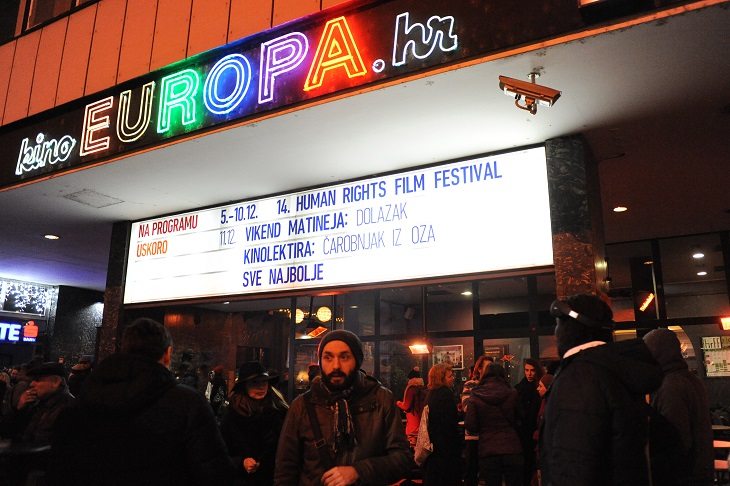 kino EUROPA.hr
NA PROGRAMU 5.-10.12. 14. HUMAN RIGHTS FILM FESTIVAL
USKORO 11.12. VIKEND MATINEJA: DOLAZAK
KINOLEKTIRA: ČAROBNJAK IZ OZA
SVE NAJBOLJE